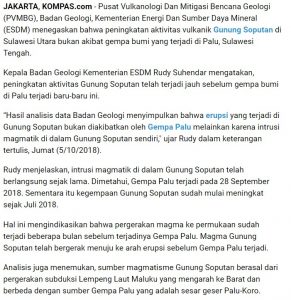 JAKARTA, KOMPAS.com - Pusat Vulkanologi Dan Mitigasi Bencana Geologi
(PVMBG), Badan Geologi, Kementerian Energi Dan Sumber Daya Mineral
(ESDM) menegaskan bahwa peningkatan aktivitas vulkanik Gunung Soputan di
Sulawesi Utara bukan akibat gempa bumi yang terjadi di Palu, Sulawesi
Tengah.
Kepala Badan Geologi Kementerian ESDM Rudy Suhendar mengatakan,
peningkatan aktivitas Gunung Soputan telah terjadi jauh sebelum gempa bumi
di Palu terjadi baru-baru ini.
"Hasil analisis data Badan Geologi menyimpulkan bahwa erupsi yang terjadi di
Gunung Soputan bukan diakibatkan oleh Gempa Palu melainkan karena intrusi
magmatik di dalam Gunung Soputan sendiri," ujar Rudy dalam keterangan
tertulis, Jumat (5/10/2018).
Rudy menjelaskan, intrusi magmatik di dalam Gunung Soputan telah
berlangsung sejak lama. Dimetahui, Gempa Palu terjadi pada 28 September
2018. Sementara itu kegempaan Gunung Soputan sudah mulai meningkat
sejak Juli 2018.
Hal ini mengindikasikan bahwa pergerakan magma ke permukaan sudah
terjadi beberapa bulan sebelum terjadinya Gempa Palu. Magma Gunung
Soputan telah bergerak menuju ke arah erupsi sebelum Gempa Palu terjadi.
Analisis juga menemukan, sumber magmatisme Gunung Soputan berasal dari
pergerakan subduksi Lempeng Laut Maluku yang mengarah ke Barat dan
berbeda dengan sumber Gempa Palu yang adalah sesar geser Palu-Koro.